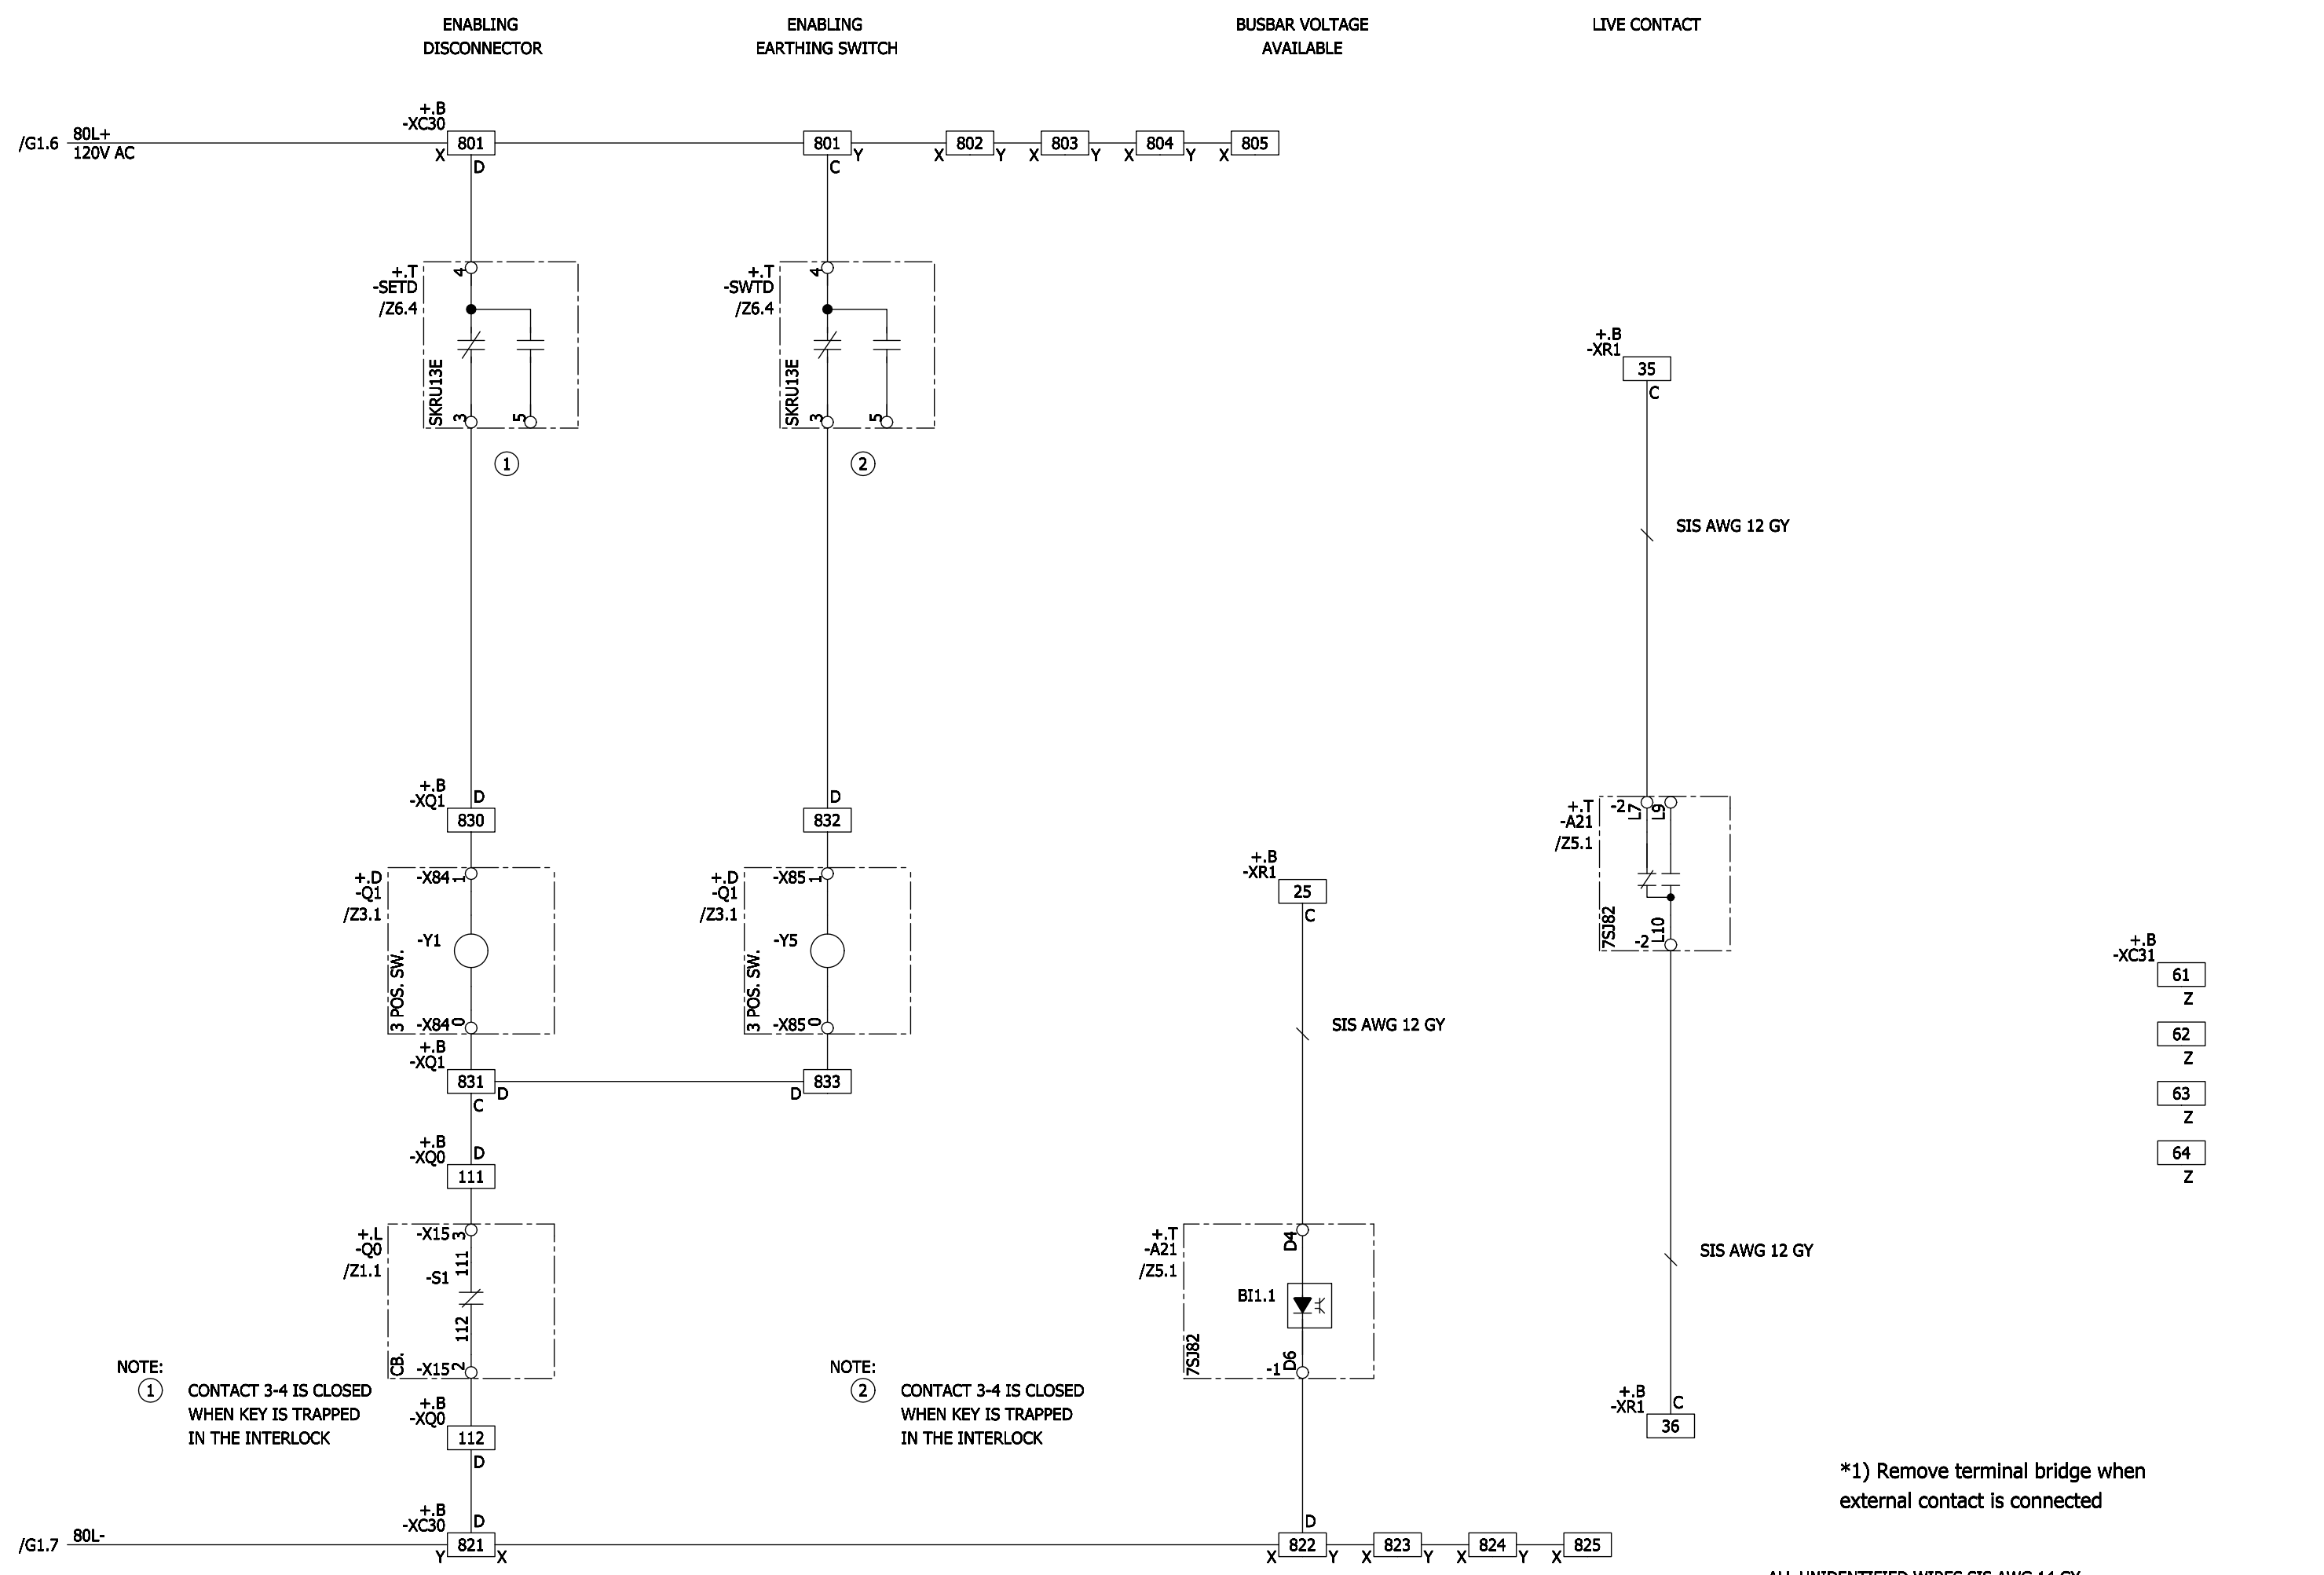 ENABLING
DISCONNECTOR
ENABLING
EARTHING SWITCH
BUSBAR VOLTAGE
AVAILABLE
LIVE CONTACT
/G1.6
80L+
120V AC
+.B
-XC30
801
X
D
801
Y
C
X
802
Y
X
803
Y
X
804
Y
X
805
+.T
-SETD
/Z6.4
4
SKRU13E
3
5
1
+.T
-SWTD
/Z6.4
4
SKRU13E
3
5
2
+.B
-XR1
35
C
SIS AWG 12 GY
+.B
-XQ1
D
830
D
832
+.T
-A21
/Z5.1
-2
L7
L9
7SJ82
-2
L10
+.D
-Q1
/Z3.1
-X84
1
-Y1
3 POS. SW.
-X84
0
+.D
-Q1
/Z3.1
-X85
1
-Y5
3 POS. SW.
-X85
0
+.B
-XR1
25
C
SIS AWG 12 GY
+.B
-XC31
61
Z
62
Z
63
Z
64
Z
+.B
-XQ1
831
D
C
D
833
+.B
-XQ0
D
111
+.L
-Q0
/Z1.1
-X15
3
111
-S1
112
CB.
-X15
2
+.T
-A21
/Z5.1
D4
BI1.1
7SJ82
-1
D6
SIS AWG 12 GY
NOTE:
1
CONTACT 3-4 IS CLOSED
WHEN KEY IS TRAPPED
IN THE INTERLOCK
+.B
-XQ0
112
D
NOTE:
2
CONTACT 3-4 IS CLOSED
WHEN KEY IS TRAPPED
IN THE INTERLOCK
+.B
-XR1
C
36
*1) Remove terminal bridge when
external contact is connected
/G1.7
80L-
+.B
-XC30
D
821
Y
X
D
X
822
Y
X
823
Y
X
824
Y
X
825
ALL UNIDENTIFIED WIRES SIS AWG 14 GY